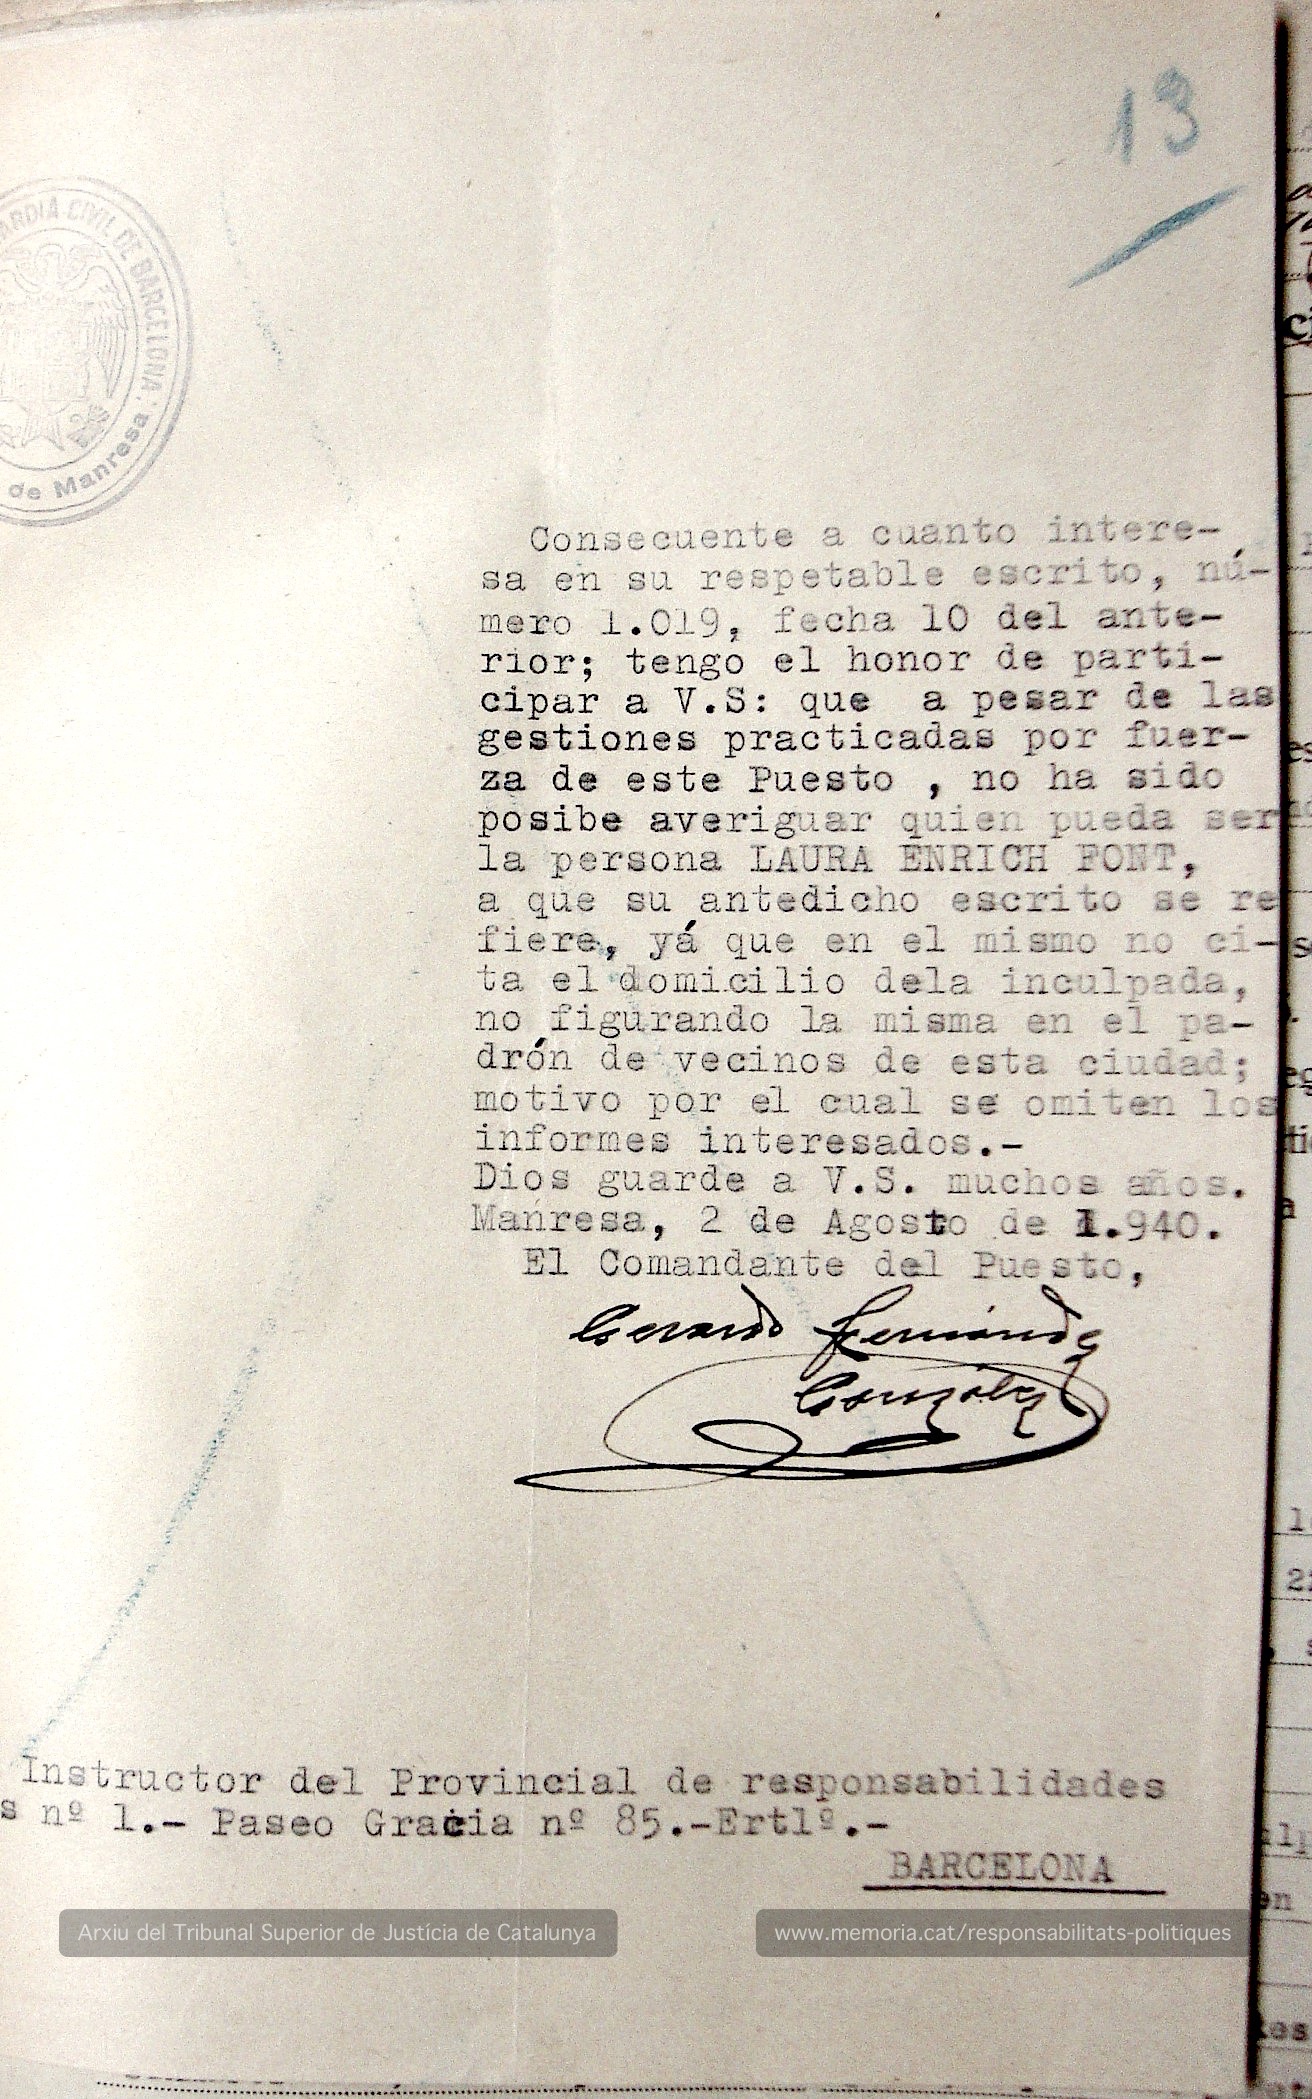 13
ARDIA CIVIL DE BARCELONA
de Manresa
Consecuente a cuanto intere-
sa en su respetable escrito, nú-
mero 1.019, fecha 10 del ante-
rior; tengo el honor de parti-
cipar a V.S: que a pesar de las
gestiones practicadas por fuer-
za de este Puesto , no ha sido
posibe averiguar quien pueda ser
la persona LAURA ENRICH FONT,
a que su antedicho escrito se re
fiere, yá que en el mismo no ci-
ta el domicilio dela inculpada,
no figurando la misma en el pa-
drón de vecinos de esta ciudad;
motivo por el cual se omiten los
informes interesados.-
Dios guarde a V.S. muchos años.
Manresa, 2 de Agosto de 1.940.
El Comandante del Puesto,
Gerardo Fernández
González
Instructor del Provincial de responsabilidades
s nº 1.- Paseo Gracia nº 85.-Ertlº.-
BARCELONA
Arxiu del Tribunal Superior de Justícia de Catalunya
www.memoria.cat/responsabilitats-politiques